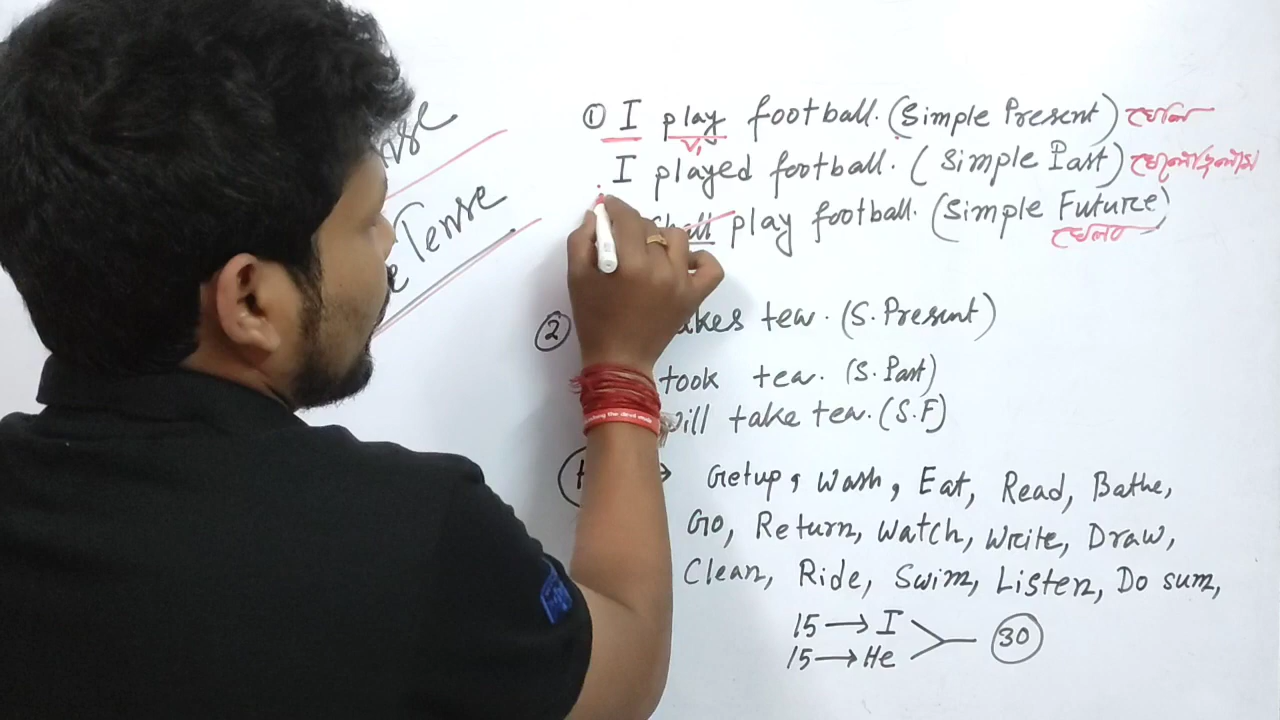 Tense
① I play football. (Simple Present) খেলি
I played football. (Simple Past)
Shall play football. (Simple Future) খেলব
② takes tea. (S. Present)
took tea. (S. Past)
will take tea. (S.F)
→ Getup, Wash, Eat, Read, Bathe,
Go, Return, Watch, Write, Draw,
Clean, Ride, Swim, Listen, Do sum,
15 → I
30
15 → He